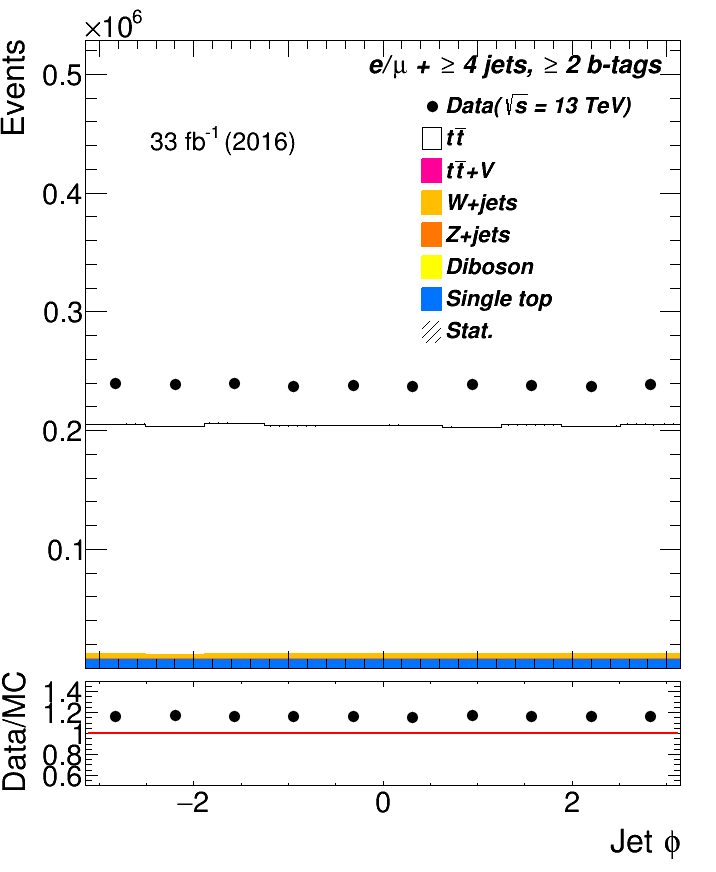 ×10⁶
Events
e/μ + ≥ 4 jets, ≥ 2 b-tags
33 fb⁻¹ (2016)
Data(√s = 13 TeV)
tt̅
tt̅+V
W+jets
Z+jets
Diboson
Single top
Stat.
0.5
0.4
0.3
0.2
0.1
Data/MC
1.4
1.2
1
0.8
0.6
−2
0
2
Jet ϕ